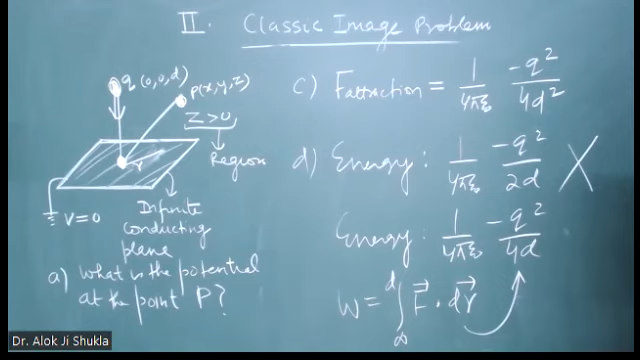 II. Classic Image Problem
q (0,0,d)
P(x,y,z)
Z>0
Region
r
V=0
Infinite
conducting
plane
a) What is the potential
at the point P?
c) Fattraction = 1/4πε₀ -q²/4d²
d) Energy: 1/4πε₀ -q²/2d X
Energy: 1/4πε₀ -q²/4d
W = ∫ d ∞ F⃗ · dr⃗
Dr. Alok Ji Shukla